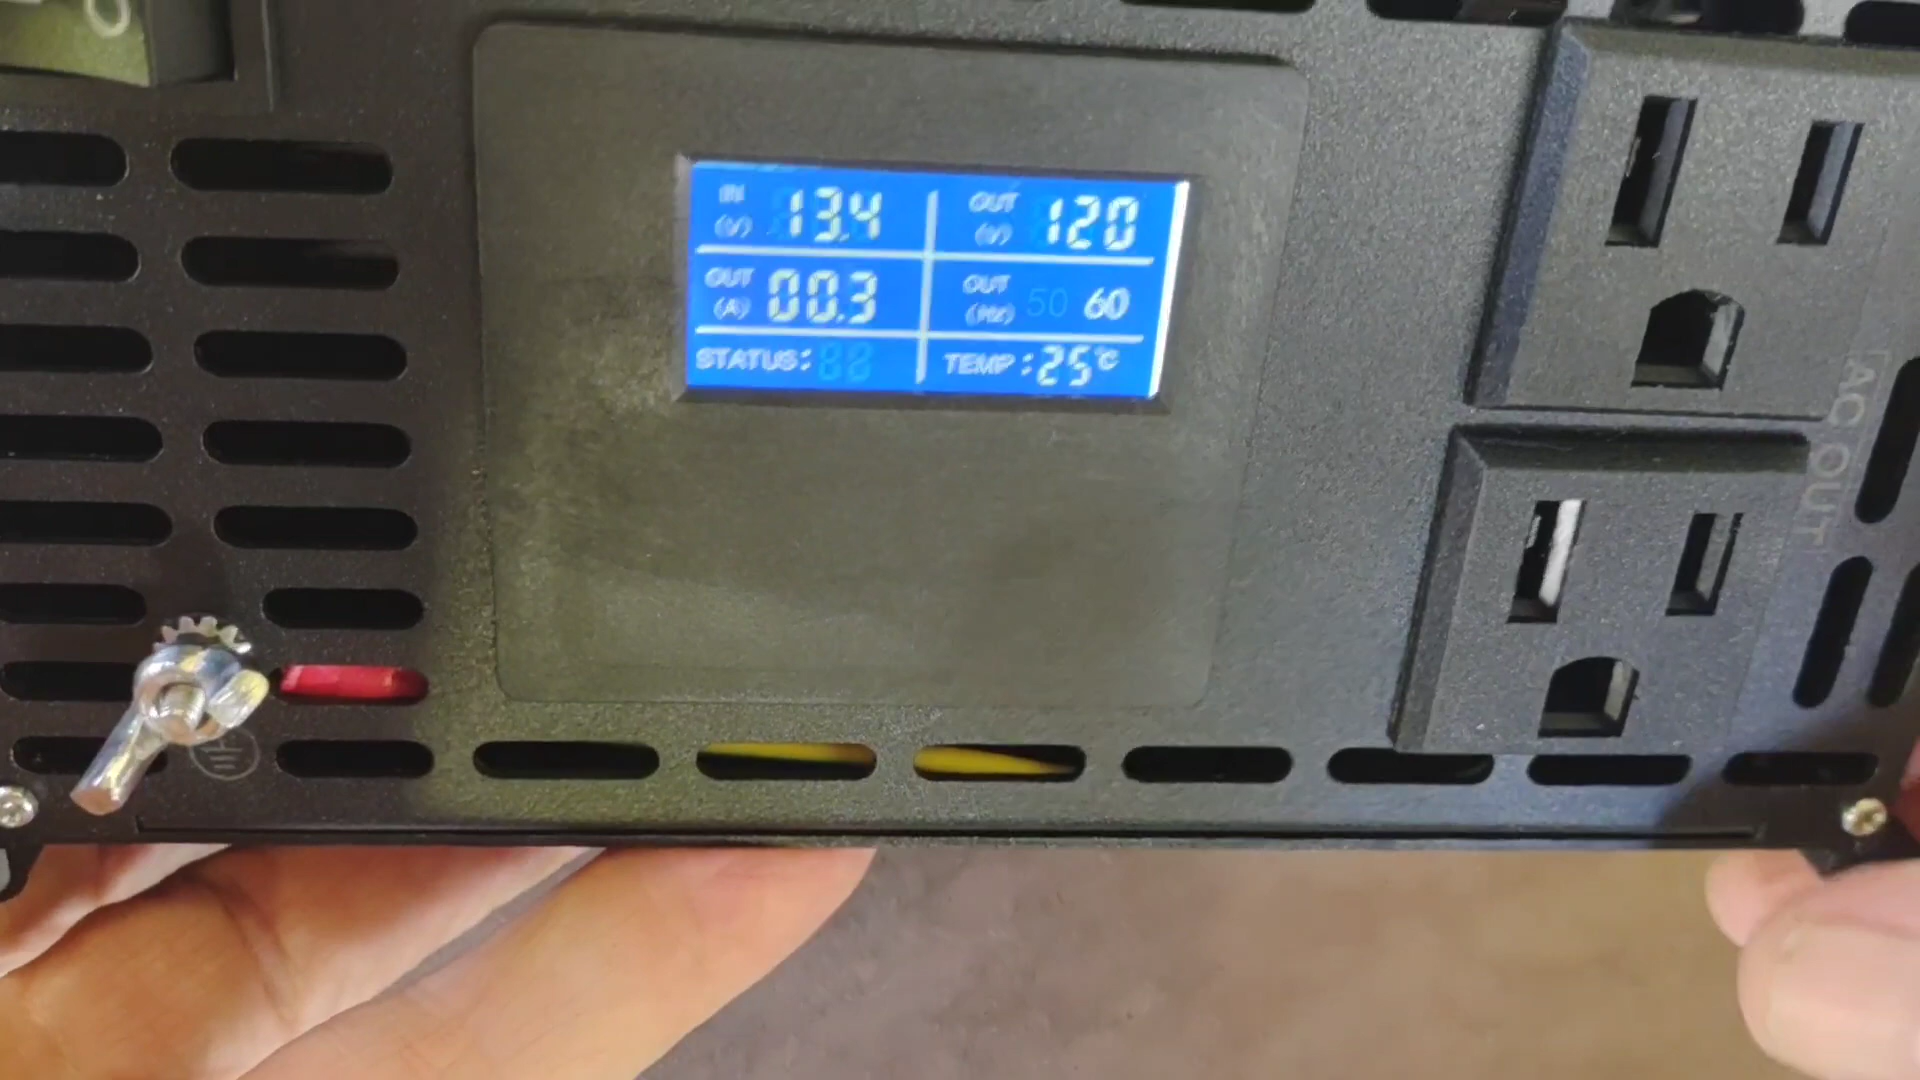 IN (V) 13.4 OUT (V) 120
OUT (A) 00.3 OUT (Hz) 50 60
STATUS: TEMP: 25°C
AC OUT